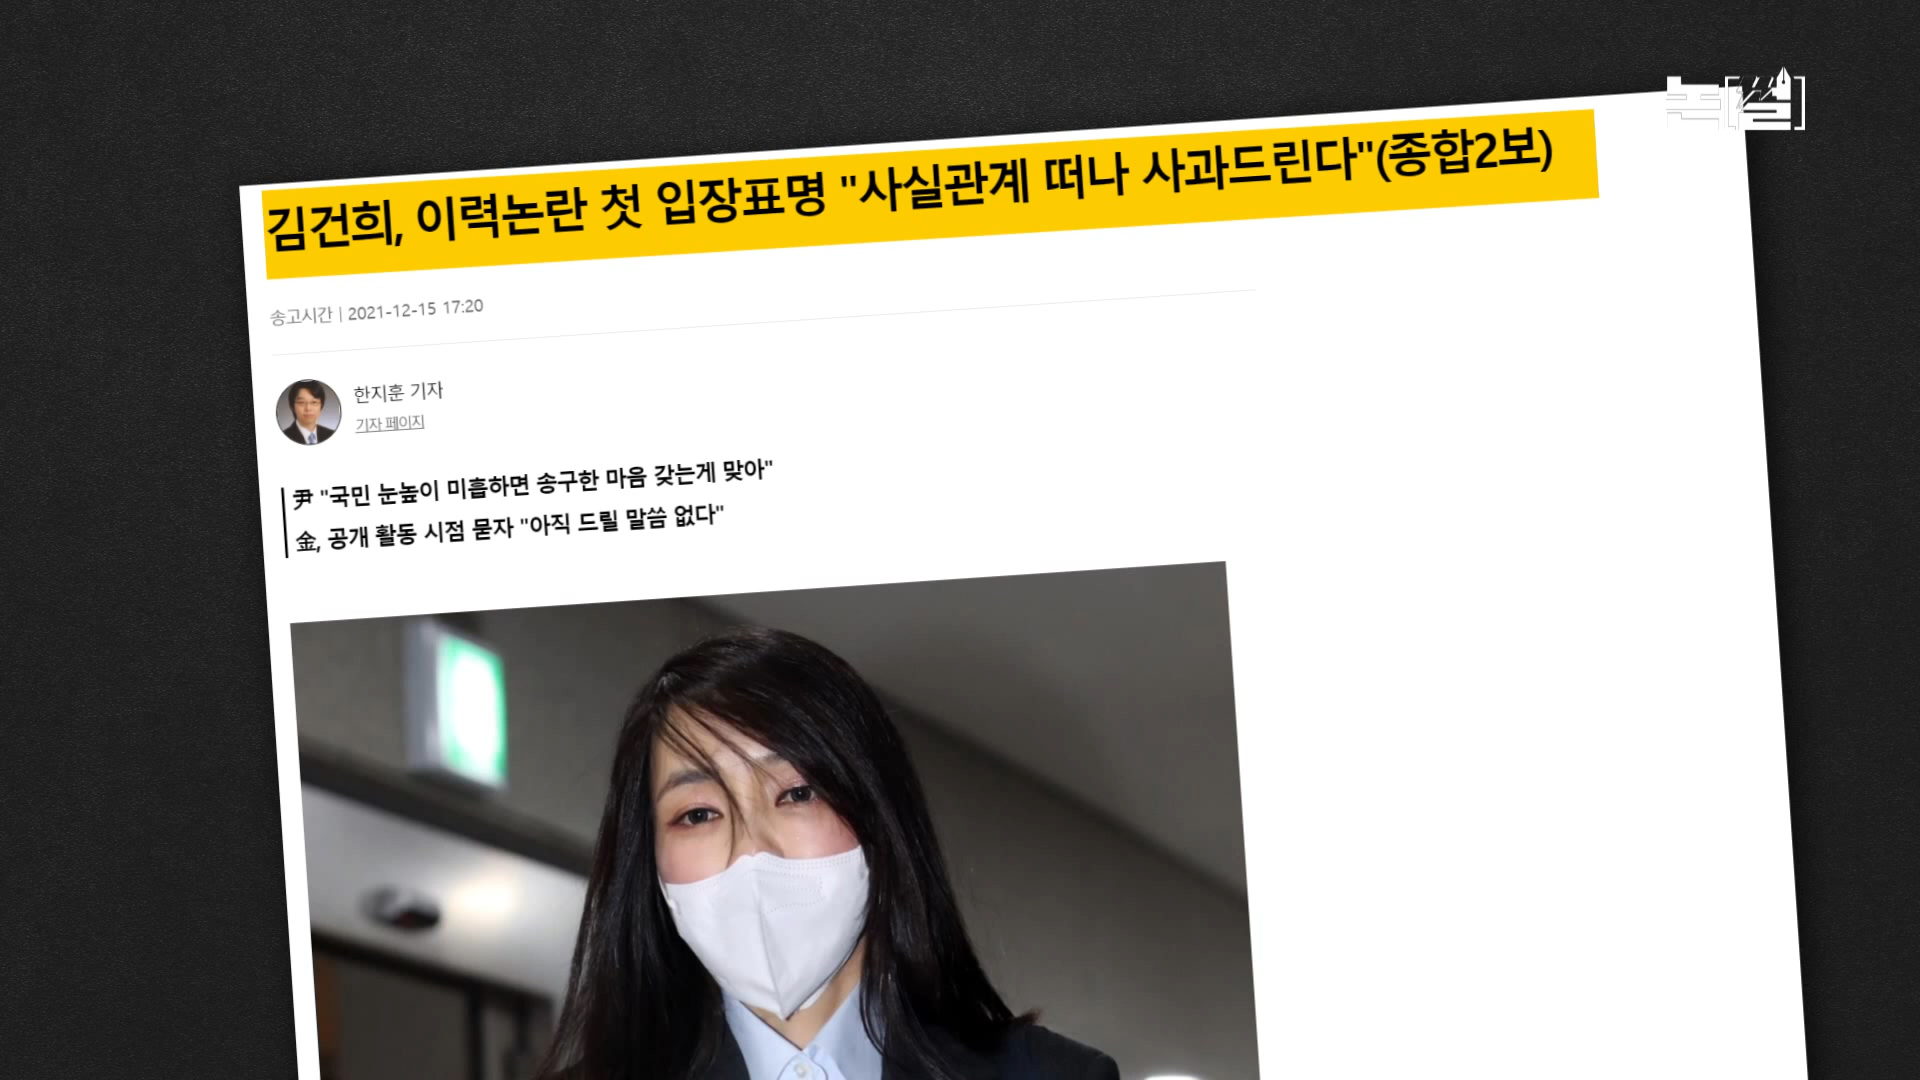 논[썰]
김건희, 이력논란 첫 입장표명 "사실관계 떠나 사과드린다"(종합2보)
송고시간 | 2021-12-15 17:20
한지훈 기자
기자 페이지
尹 "국민 눈높이 미흡하면 송구한 마음 갖는게 맞아"
金, 공개 활동 시점 묻자 "아직 드릴 말씀 없다"